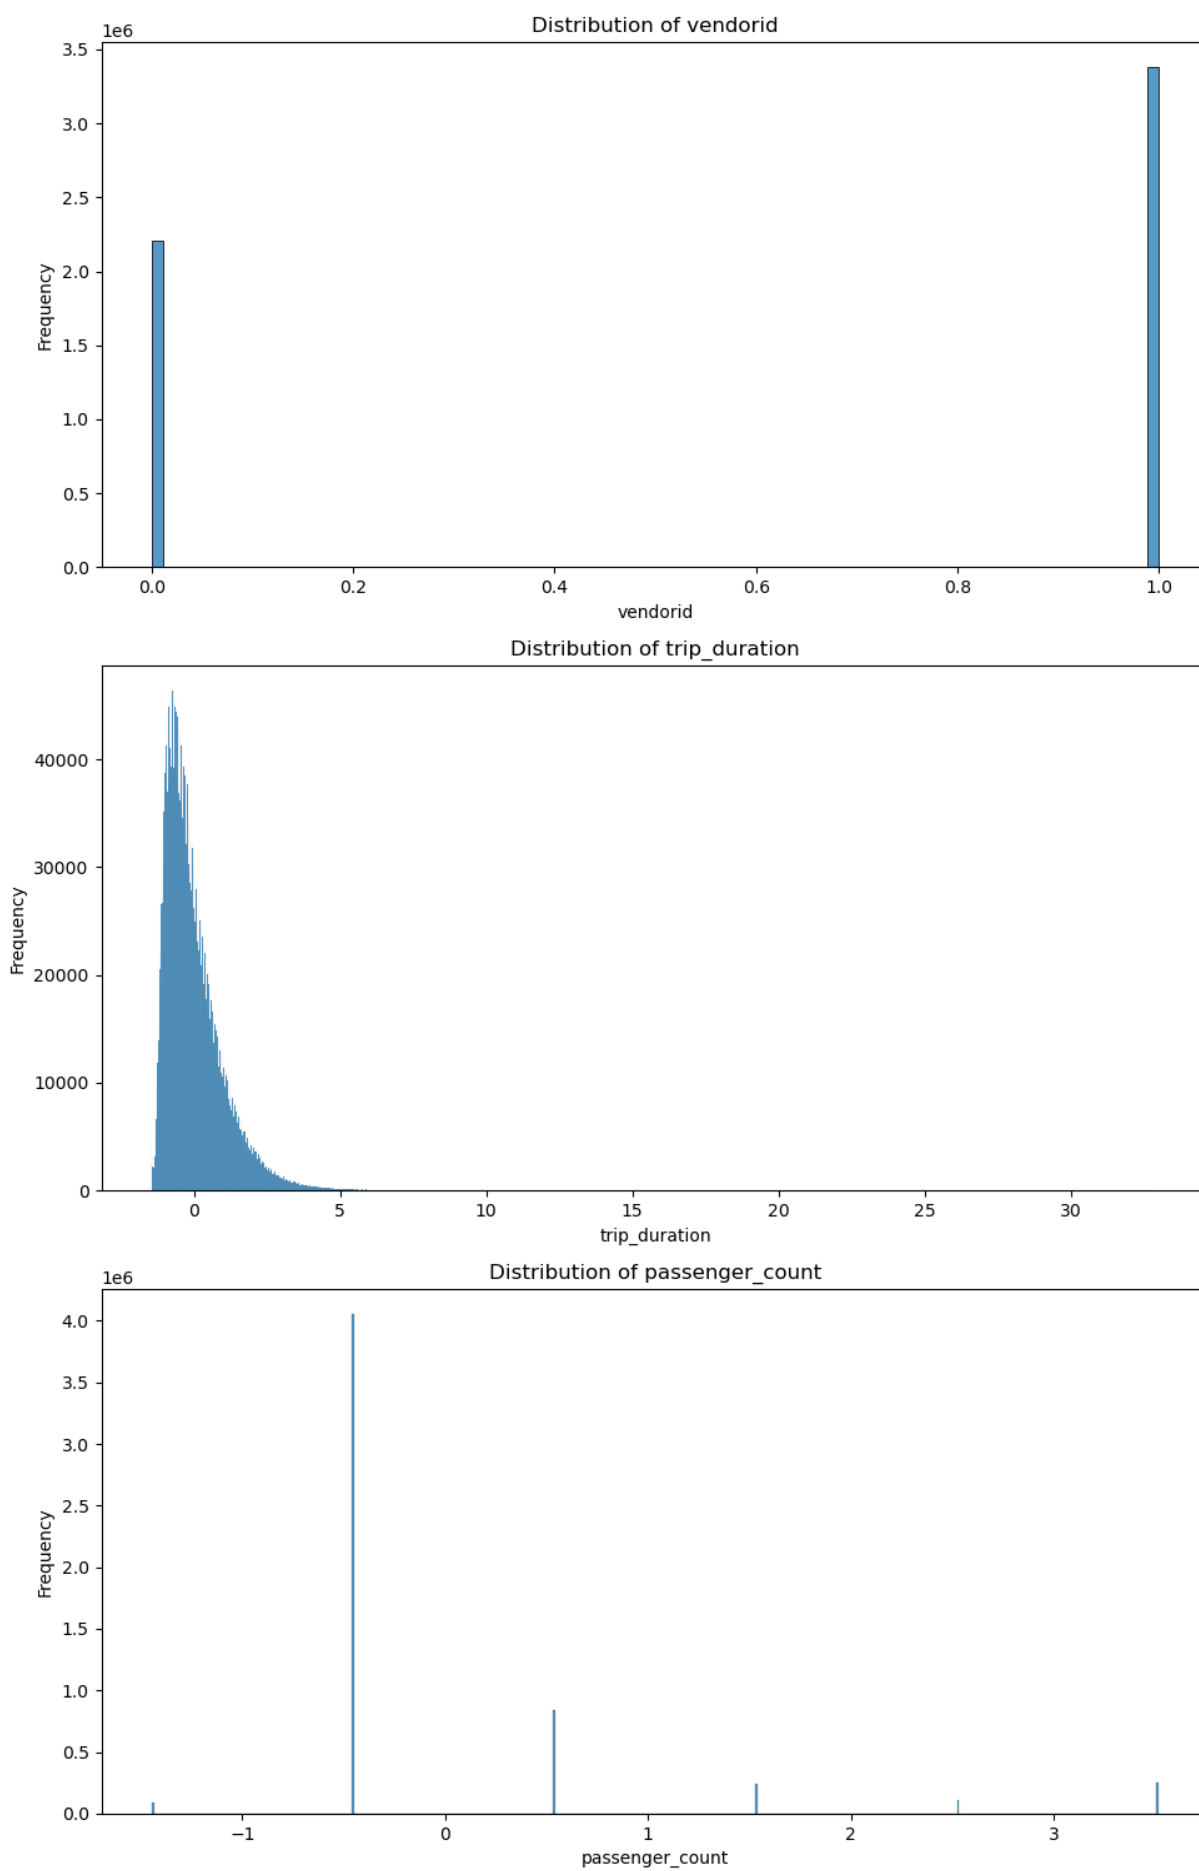 Distribution of vendorid
1e6
3.5
3.0
2.5
2.0
1.5
1.0
0.5
0.0
Frequency
0.0 0.2 0.4 0.6 0.8 1.0
vendorid
Distribution of trip_duration
40000
30000
20000
10000
0
Frequency
0 5 10 15 20 25 30
trip_duration
Distribution of passenger_count
1e6
4.0
3.5
3.0
2.5
2.0
1.5
1.0
0.5
0.0
Frequency
−1 0 1 2 3
passenger_count